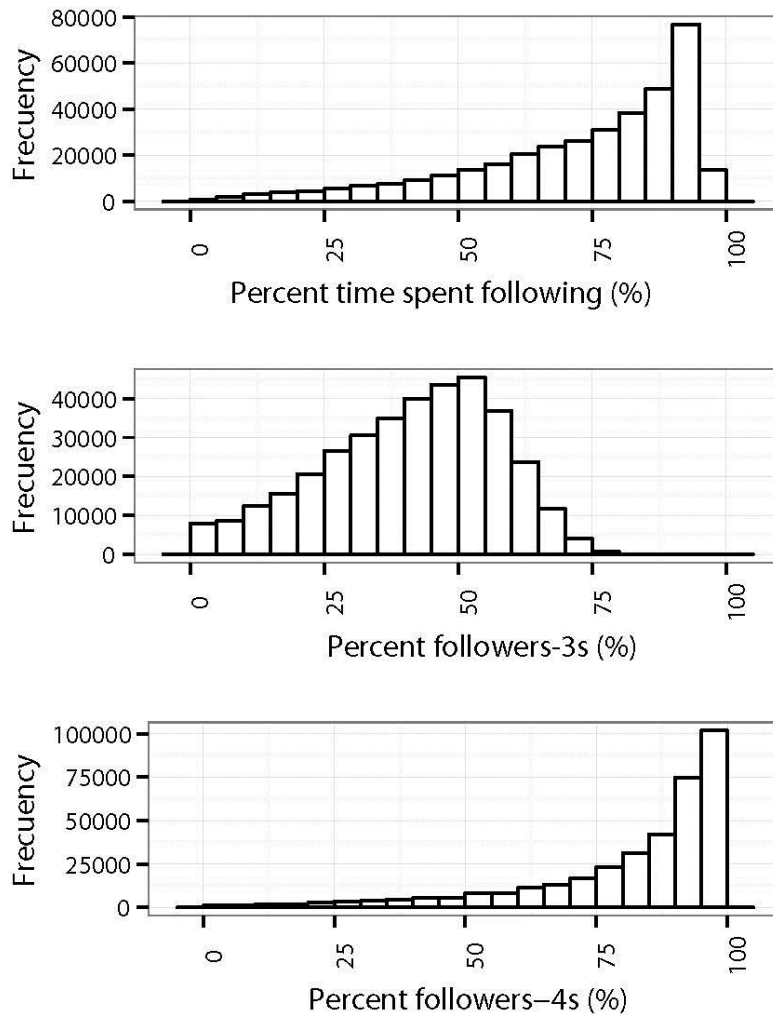 80000
60000
40000
20000
0
Frecuency
0 25 50 75 100
Percent time spent following (%)
40000
30000
20000
10000
0
Frecuency
0 25 50 75 100
Percent followers-3s (%)
100000
75000
50000
25000
0
Frecuency
0 25 50 75 100
Percent followers–4s (%)